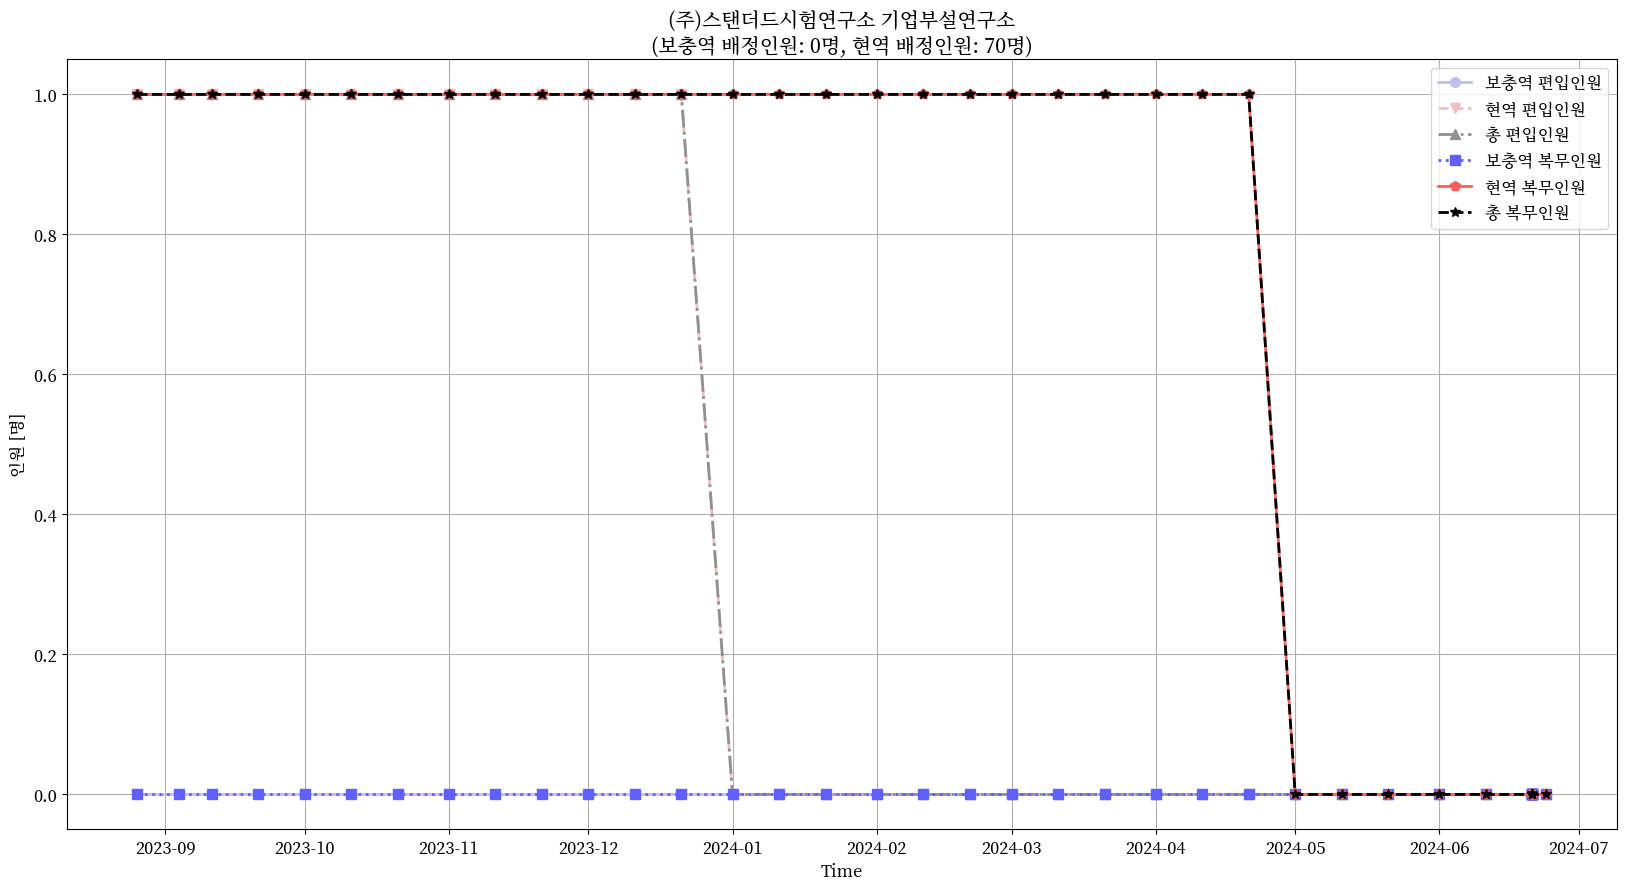 (주)스탠더드시험연구소 기업부설연구소
(보충역 배정인원: 0명, 현역 배정인원: 70명)
보충역 편입인원
현역 편입인원
총 편입인원
보충역 복무인원
현역 복무인원
총 복무인원
인원 [명]
1.0
0.8
0.6
0.4
0.2
0.0
2023-09 2023-10 2023-11 2023-12 2024-01 2024-02 2024-03 2024-04 2024-05 2024-06 2024-07
Time